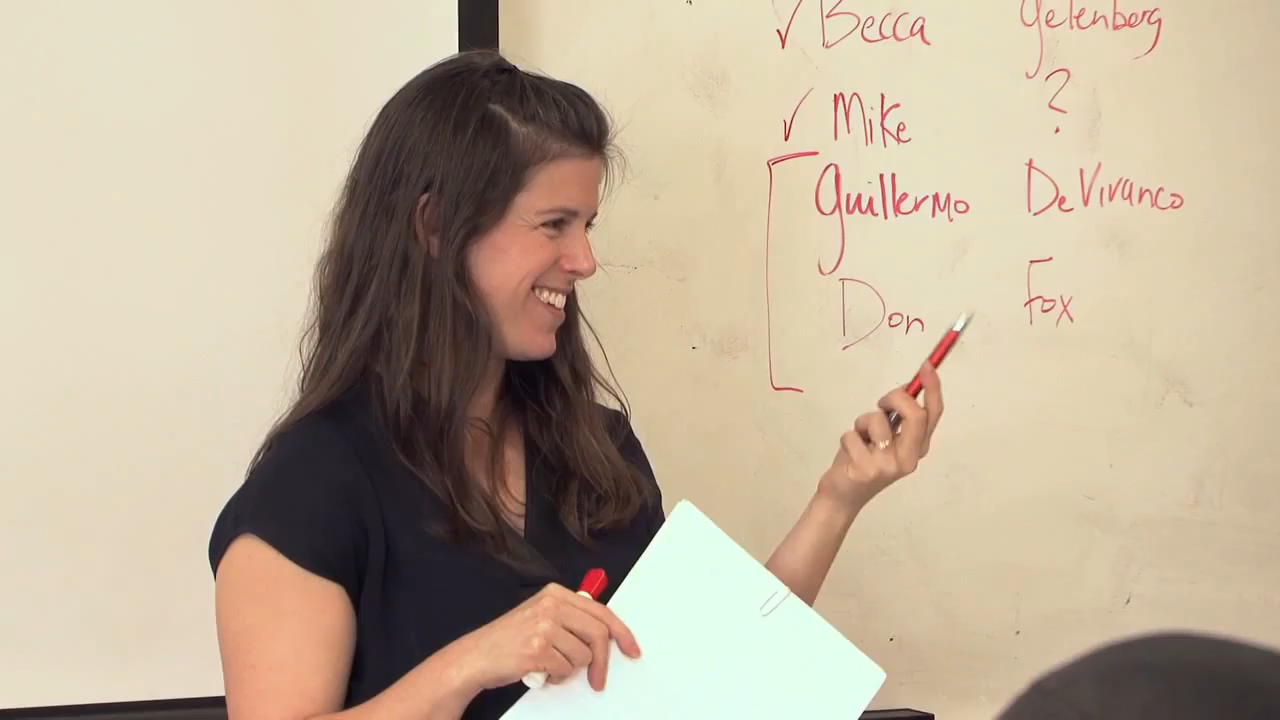 ✓ Becca Gelenberg
✓ Mike ?
Guillermo DeVivanco
Don Fox